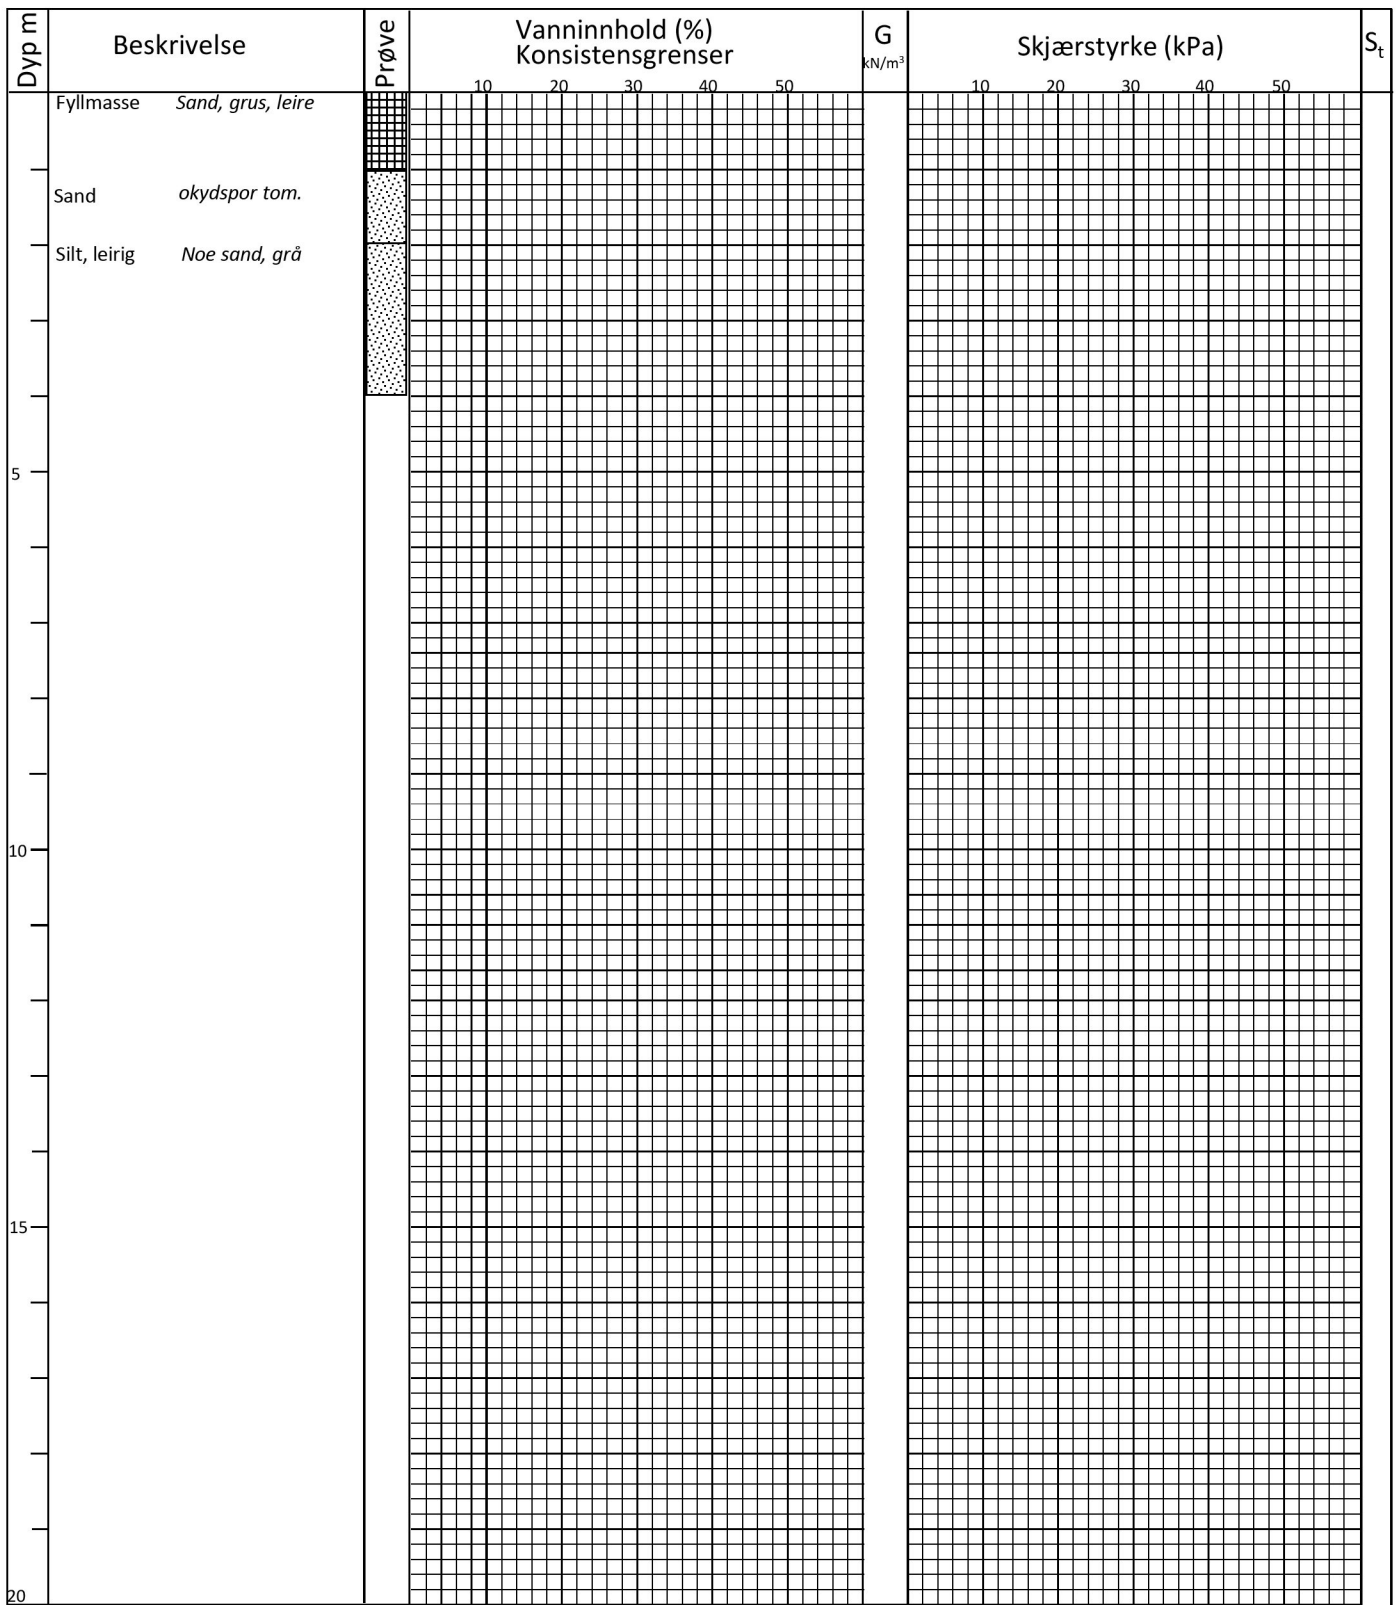 Dyp m
Beskrivelse
Prøve
Vanninnhold (%)
Konsistensgrenser
10 20 30 40 50
G
kN/m³
Skjærstyrke (kPa)
10 20 30 40 50
St
Fyllmasse Sand, grus, leire
Sand okydspor tom.
Silt, leirig Noe sand, grå
5
10
15
20